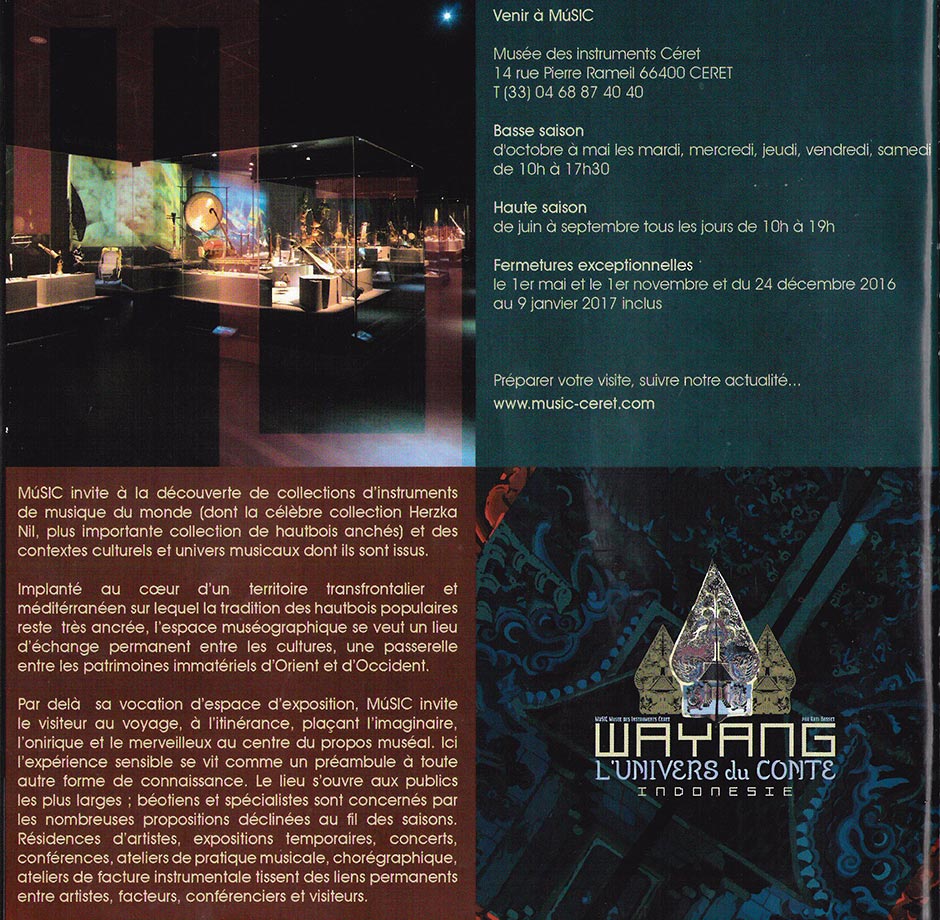 Venir à MúSIC
Musée des instruments Céret
14 rue Pierre Rameil 66400 CERET
T (33) 04 68 87 40 40
Basse saison
d'octobre à mai les mardi, mercredi, jeudi, vendredi, samedi
de 10h à 17h30
Haute saison
de juin à septembre tous les jours de 10h à 19h
Fermetures exceptionnelles
le 1er mai et le 1er novembre et du 24 décembre 2016
au 9 janvier 2017 inclus
Préparer votre visite, suivre notre actualité...
www.music-ceret.com
MúSIC invite à la découverte de collections d'instruments
de musique du monde (dont la célèbre collection Herzka
Nil, plus importante collection de hautbois anchés) et des
contextes culturels et univers musicaux dont ils sont issus.
Implanté au cœur d'un territoire transfrontalier et
méditérranéen sur lequel la tradition des hautbois populaires
reste très ancrée, l'espace muséographique se veut un lieu
d'échange permanent entre les cultures, une passerelle
entre les patrimoines immatériels d'Orient et d'Occident.
Par delà sa vocation d'espace d'exposition, MúSIC invite
le visiteur au voyage, à l'itinérance, plaçant l'imaginaire,
l'onirique et le merveilleux au centre du propos muséal. Ici
l'expérience sensible se vit comme un préambule à toute
autre forme de connaissance. Le lieu s'ouvre aux publics
les plus larges ; béotiens et spécialistes sont concernés par
les nombreuses propositions déclinées au fil des saisons.
Résidences d'artistes, expositions temporaires, concerts,
conférences, ateliers de pratique musicale, chorégraphique,
ateliers de facture instrumentale tissent des liens permanents
entre artistes, facteurs, conférenciers et visiteurs.
MúSIC Musée des Instruments Céret par Kati Basset
WAYANG
L'UNIVERS du CONTE
INDONESIE